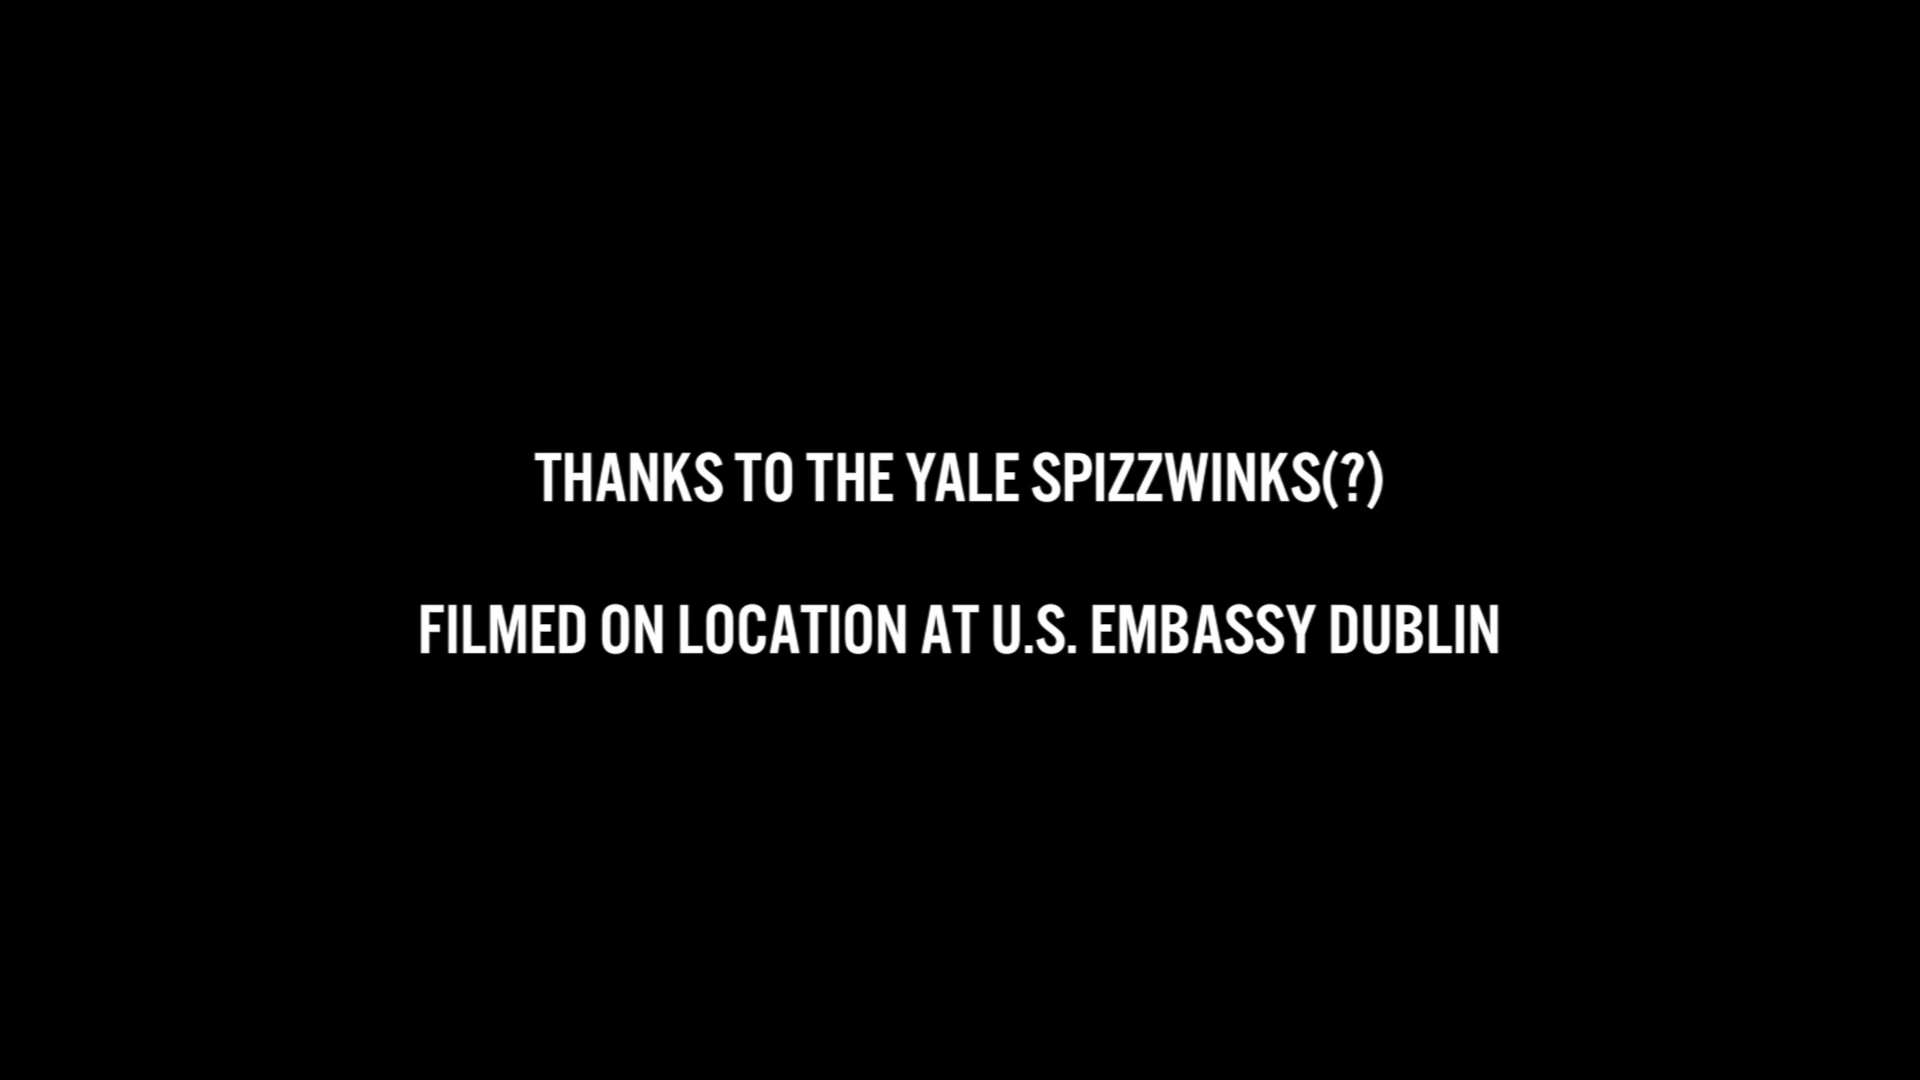 THANKS TO THE YALE SPIZZWINKS(?)
FILMED ON LOCATION AT U.S. EMBASSY DUBLIN